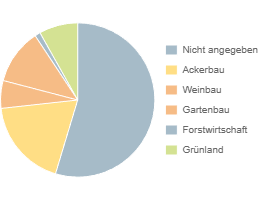 Nicht angegeben
Ackerbau
Weinbau
Gartenbau
Forstwirtschaft
Grünland